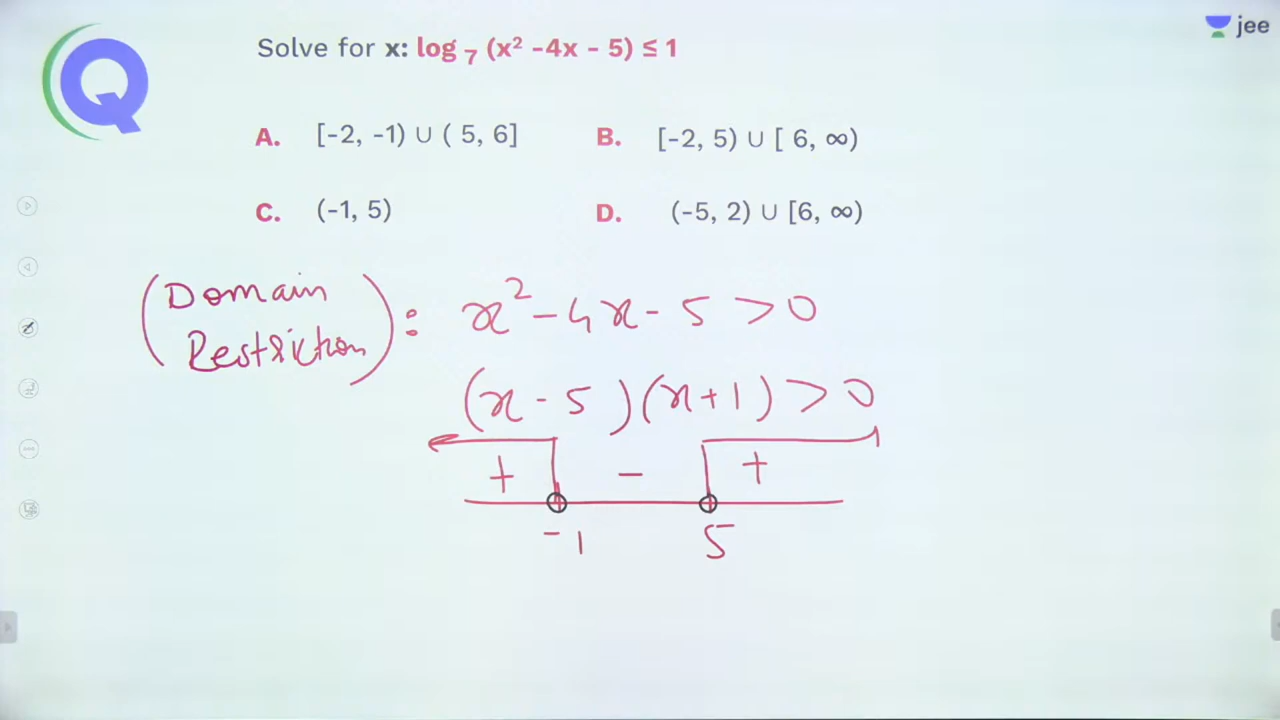 jee
Solve for x: log ₇ (x² -4x - 5) ≤ 1
A. [-2, -1) ∪ ( 5, 6]
B. [-2, 5) ∪ [ 6, ∞)
C. (-1, 5)
D. (-5, 2) ∪ [6, ∞)
(Domain Restriction) : x² - 4x - 5 > 0
(x - 5)(x + 1) > 0
+ - +
-1 5